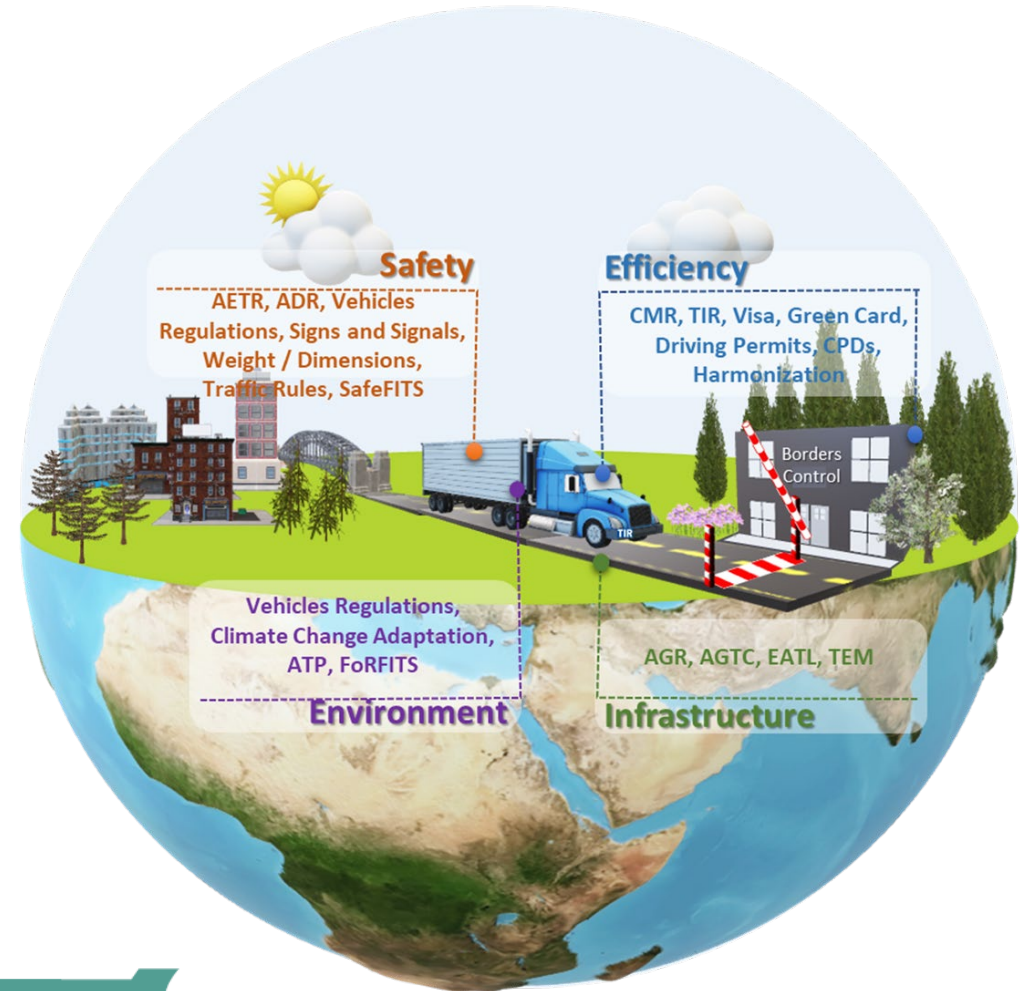 Safety
AETR, ADR, Vehicles
Regulations, Signs and Signals,
Weight / Dimensions,
Traffic Rules, SafeFITS
Efficiency
CMR, TIR, Visa, Green Card,
Driving Permits, CPDs,
Harmonization
Borders
Control
TIR
Vehicles Regulations,
Climate Change Adaptation,
ATP, FoRFITS
Environment
AGR, AGTC, EATL, TEM
Infrastructure